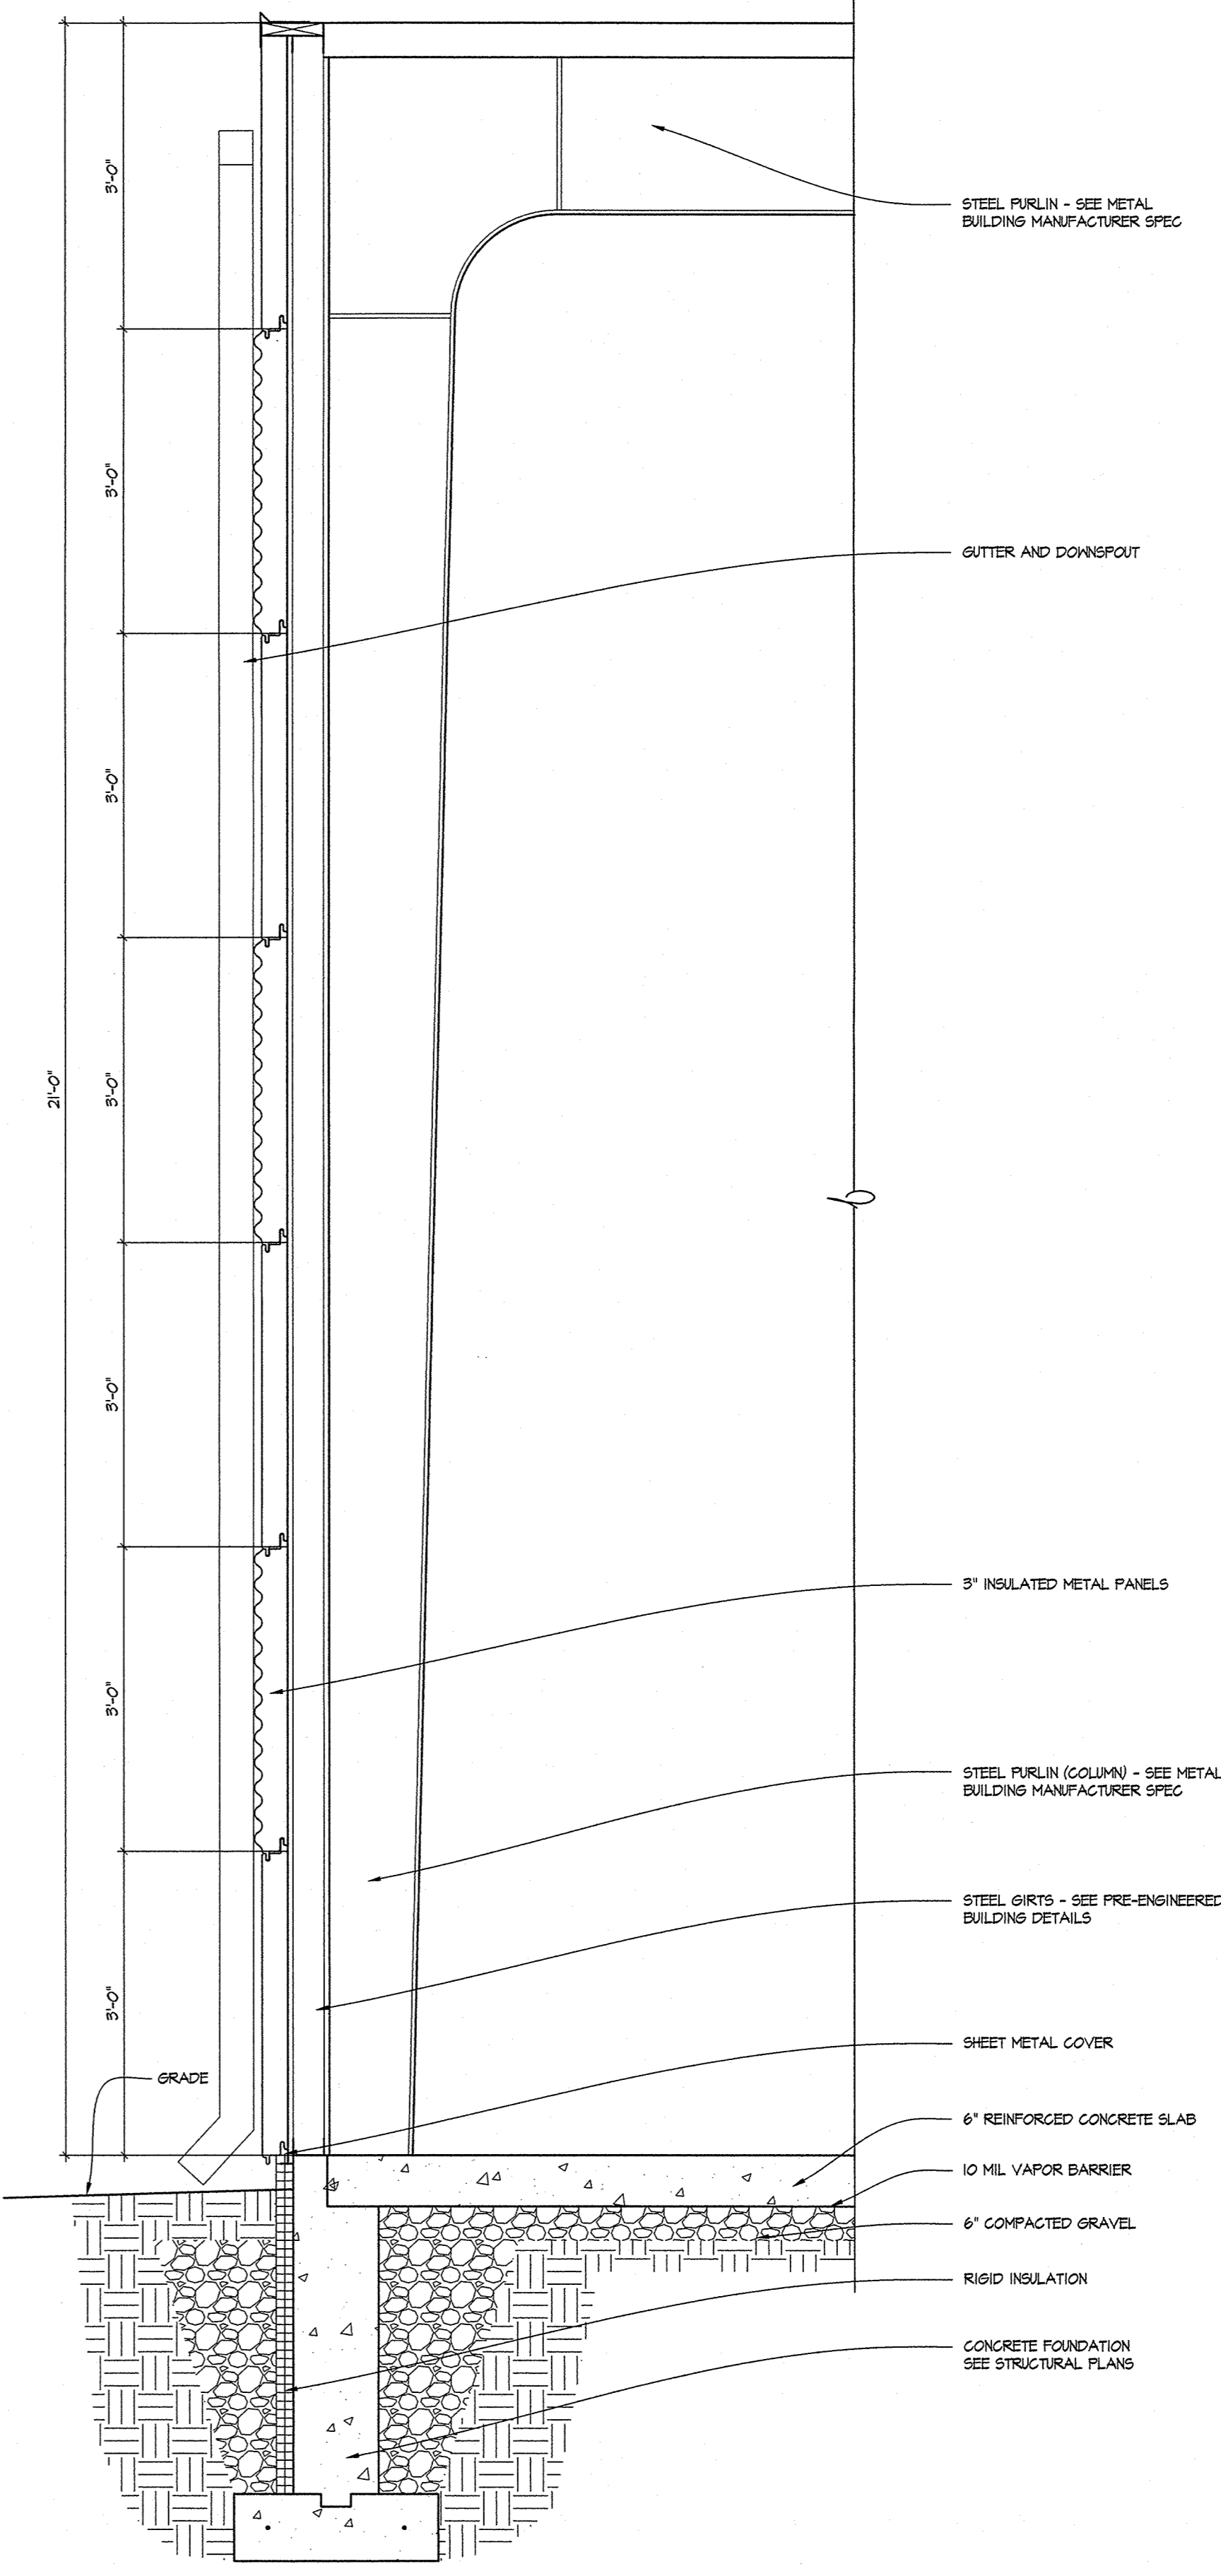 3'-0"
STEEL PURLIN - SEE METAL
BUILDING MANUFACTURER SPEC
3'-0"
GUTTER AND DOWNSPOUT
3'-0"
21'-0"
3'-0"
3'-0"
3" INSULATED METAL PANELS
3'-0"
STEEL PURLIN (COLUMN) - SEE METAL
BUILDING MANUFACTURER SPEC
STEEL GIRTS - SEE PRE-ENGINEERED
BUILDING DETAILS
3'-0"
SHEET METAL COVER
GRADE
6" REINFORCED CONCRETE SLAB
10 MIL VAPOR BARRIER
6" COMPACTED GRAVEL
RIGID INSULATION
CONCRETE FOUNDATION
SEE STRUCTURAL PLANS